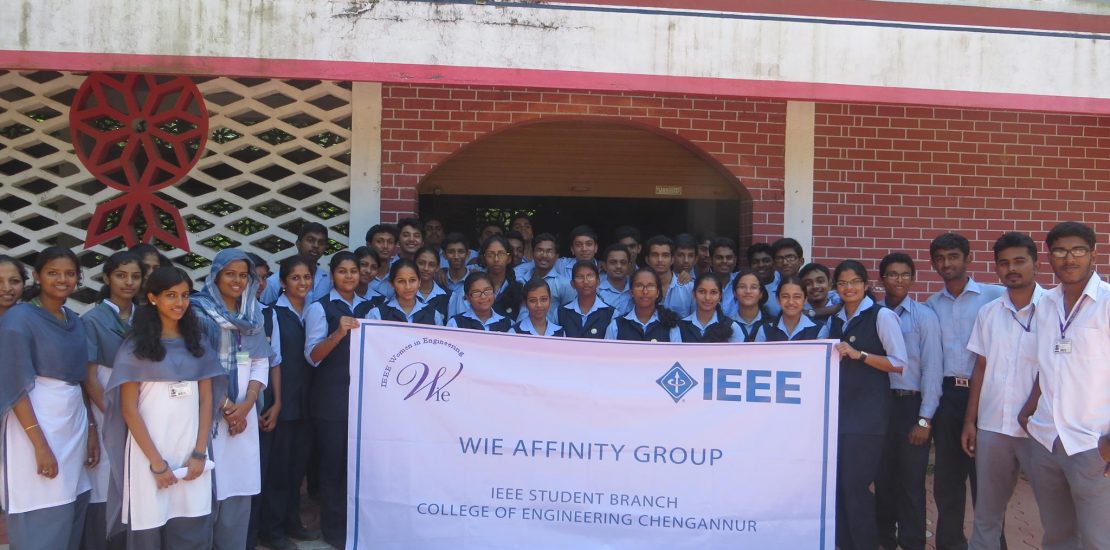 IEEE Women in Engineering
Wie
IEEE
WIE AFFINITY GROUP
IEEE STUDENT BRANCH
COLLEGE OF ENGINEERING CHENGANNUR